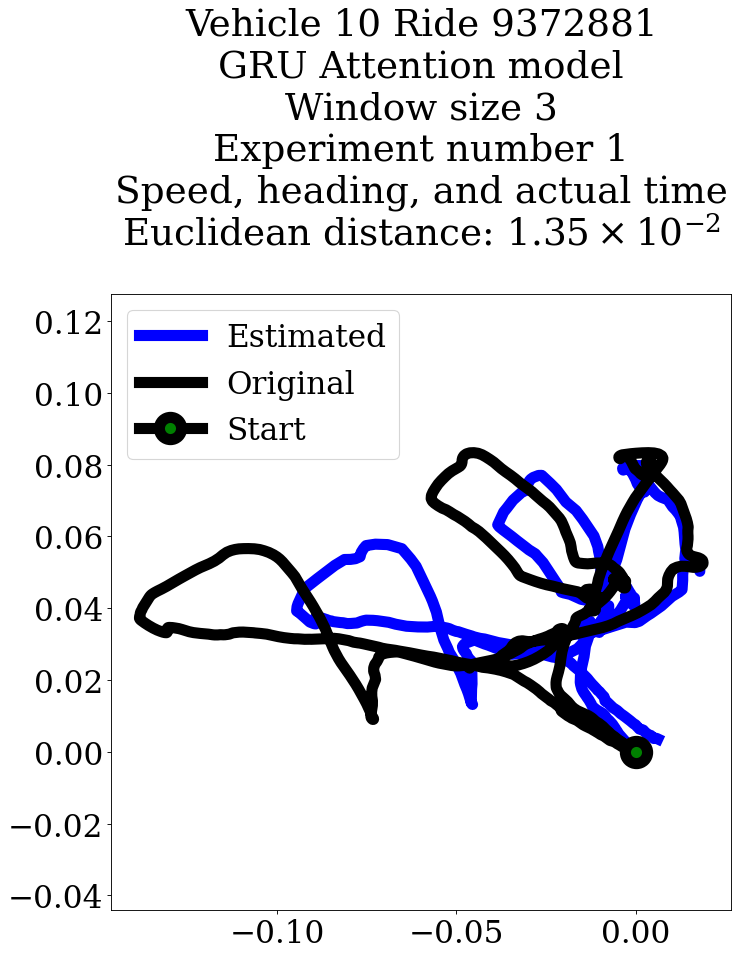 Vehicle 10 Ride 9372881
GRU Attention model
Window size 3
Experiment number 1
Speed, heading, and actual time
Euclidean distance: 1.35 × 10⁻²
0.12
0.10
0.08
0.06
0.04
0.02
0.00
−0.02
−0.04
Estimated
Original
Start
−0.10
−0.05
0.00